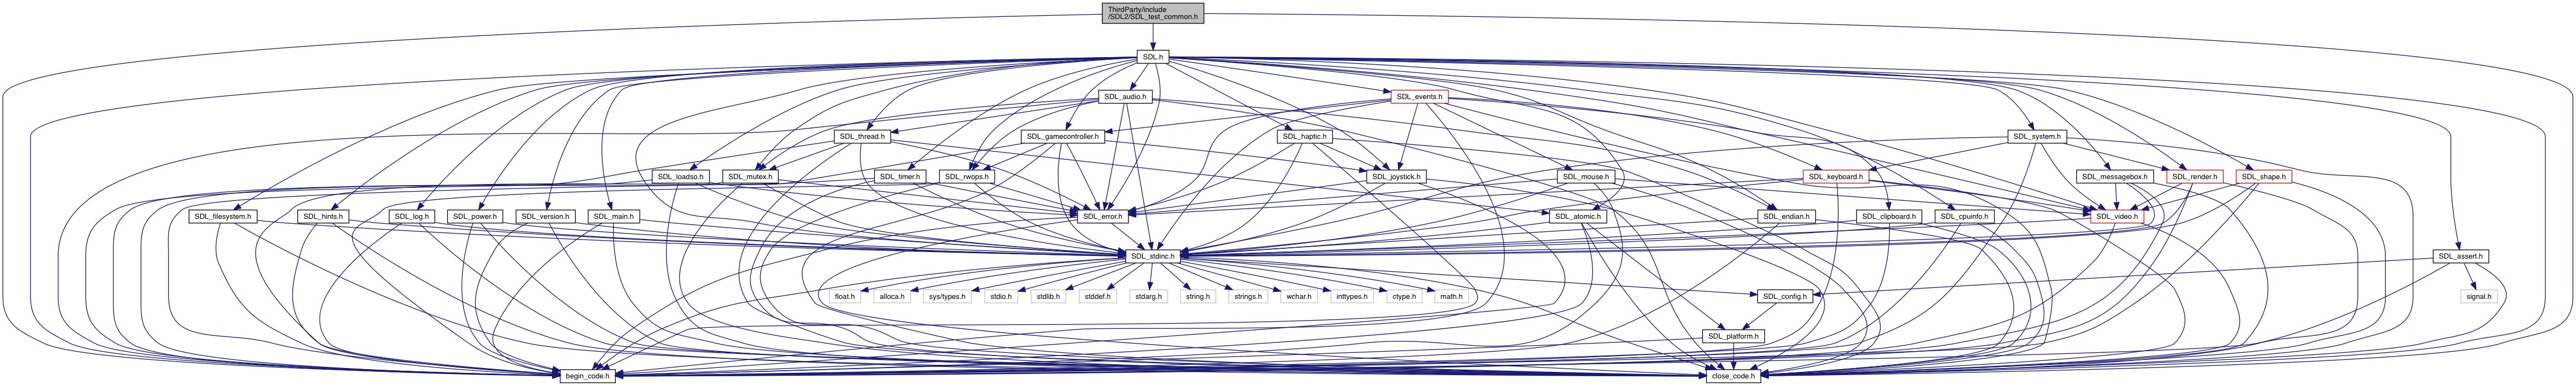 ThirdParty/include
/SDL2/SDL_test_common.h
SDL.h
SDL_audio.h
SDL_events.h
SDL_thread.h
SDL_gamecontroller.h
SDL_haptic.h
SDL_system.h
SDL_loadso.h
SDL_mutex.h
SDL_timer.h
SDL_rwops.h
SDL_joystick.h
SDL_mouse.h
SDL_keyboard.h
SDL_messagebox.h
SDL_render.h
SDL_shape.h
SDL_filesystem.h
SDL_hints.h
SDL_log.h
SDL_power.h
SDL_version.h
SDL_main.h
SDL_error.h
SDL_atomic.h
SDL_endian.h
SDL_clipboard.h
SDL_cpuinfo.h
SDL_video.h
SDL_stdinc.h
SDL_assert.h
float.h
alloca.h
sys/types.h
stdio.h
stdlib.h
stddef.h
stdarg.h
string.h
strings.h
wchar.h
inttypes.h
ctype.h
math.h
SDL_config.h
signal.h
SDL_platform.h
begin_code.h
close_code.h